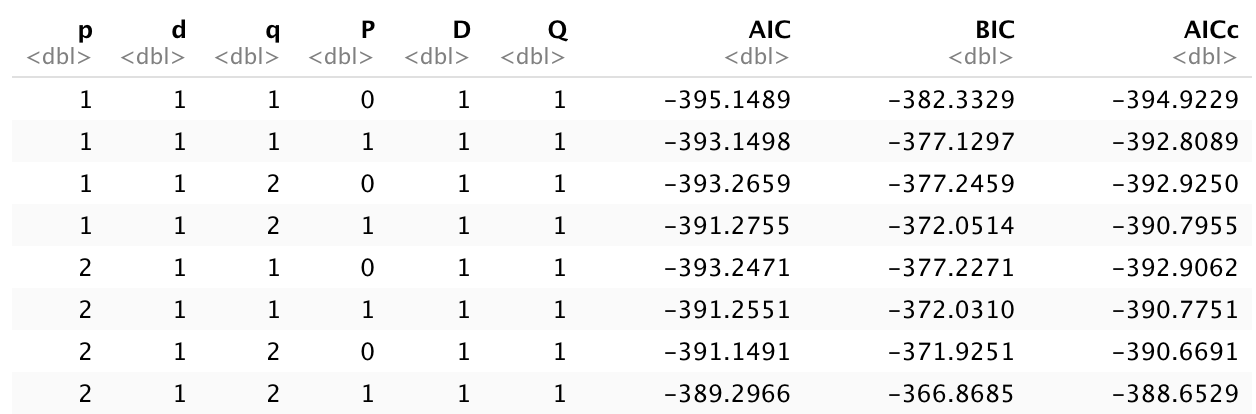 p d q P D Q AIC BIC AICc
<dbl> <dbl> <dbl> <dbl> <dbl> <dbl> <dbl> <dbl> <dbl>
1 1 1 0 1 1 -395.1489 -382.3329 -394.9229
1 1 1 1 1 1 -393.1498 -377.1297 -392.8089
1 1 2 0 1 1 -393.2659 -377.2459 -392.9250
1 1 2 1 1 1 -391.2755 -372.0514 -390.7955
2 1 1 0 1 1 -393.2471 -377.2271 -392.9062
2 1 1 1 1 1 -391.2551 -372.0310 -390.7751
2 1 2 0 1 1 -391.1491 -371.9251 -390.6691
2 1 2 1 1 1 -389.2966 -366.8685 -388.6529